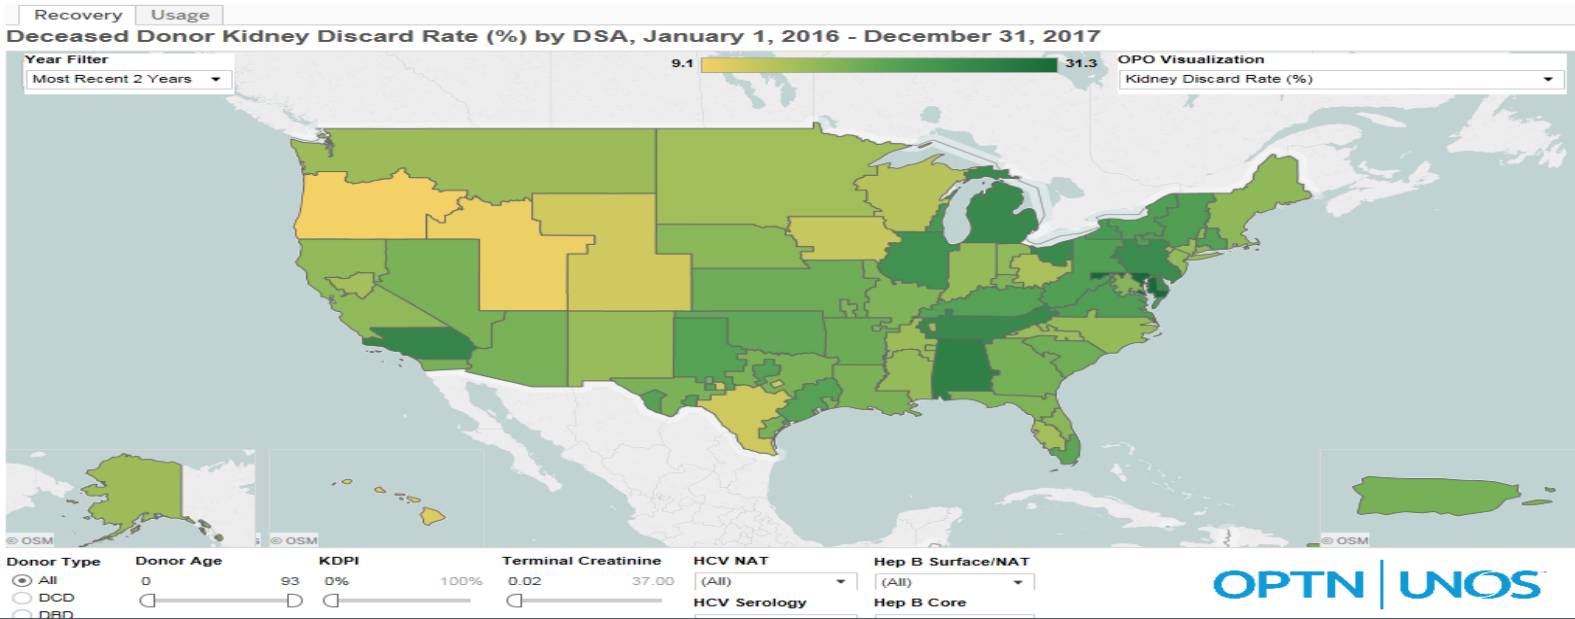 Recovery Usage
Deceased Donor Kidney Discard Rate (%) by DSA, January 1, 2016 - December 31, 2017
Year Filter
Most Recent 2 Years
9.1 31.3
OPO Visualization
Kidney Discard Rate (%)
© OSM
s
© OSM
© OSM
Donor Type
All
DCD
DBD
Donor Age
0 93
KDPI
0% 100%
Terminal Creatinine
0.02 37.00
HCV NAT
(All)
HCV Serology
Hep B Surface/NAT
(All)
Hep B Core
OPTN UNOS